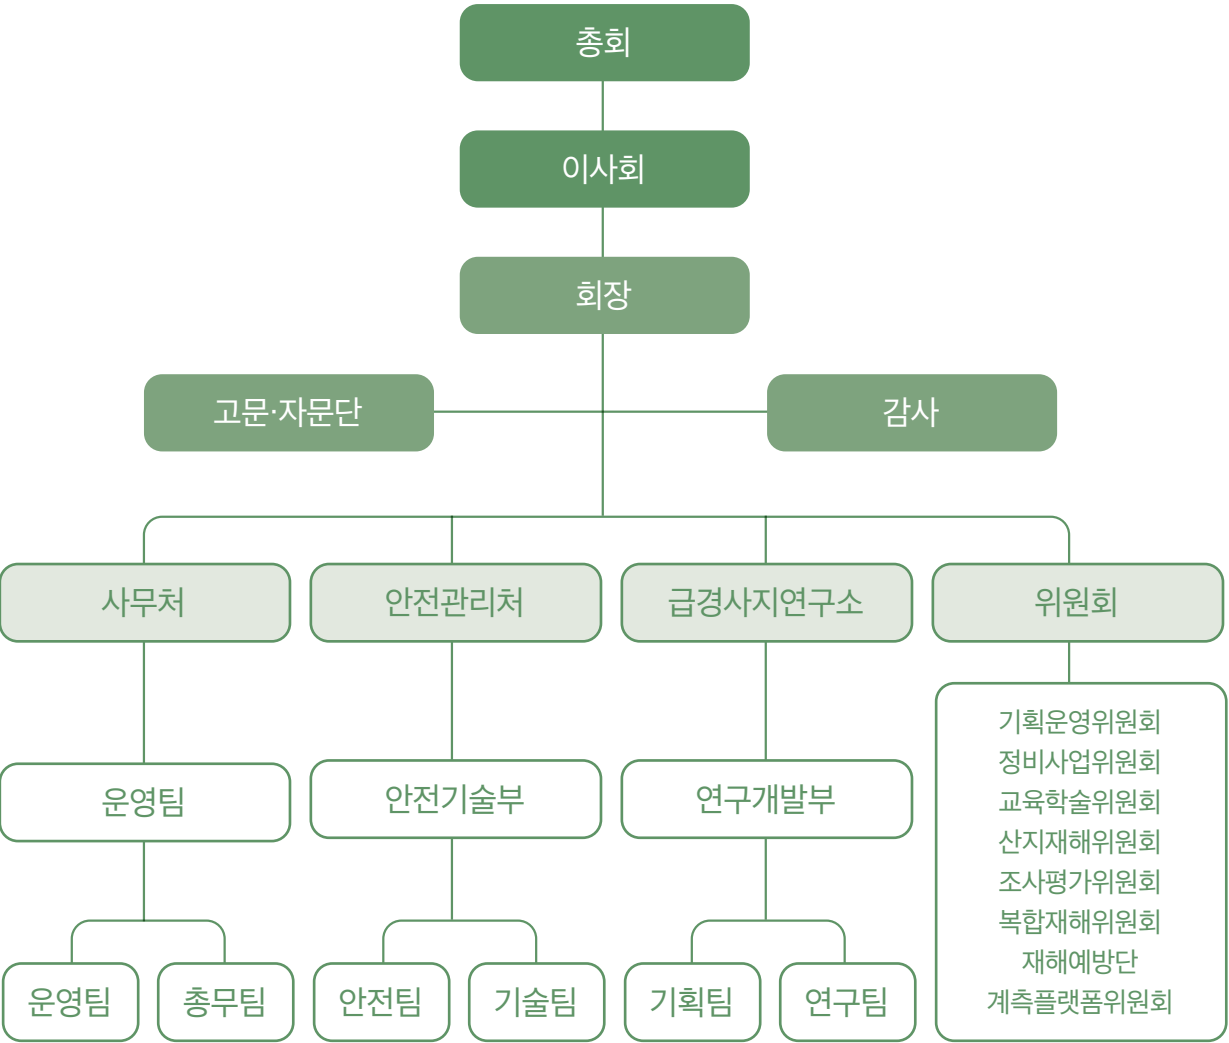 총회
이사회
회장
고문·자문단
감사
사무처
안전관리처
급경사지연구소
위원회
운영팀
안전기술부
연구개발부
기획운영위원회
정비사업위원회
교육학술위원회
산지재해위원회
조사평가위원회
복합재해위원회
재해예방단
계측플랫폼위원회
운영팀
총무팀
안전팀
기술팀
기획팀
연구팀